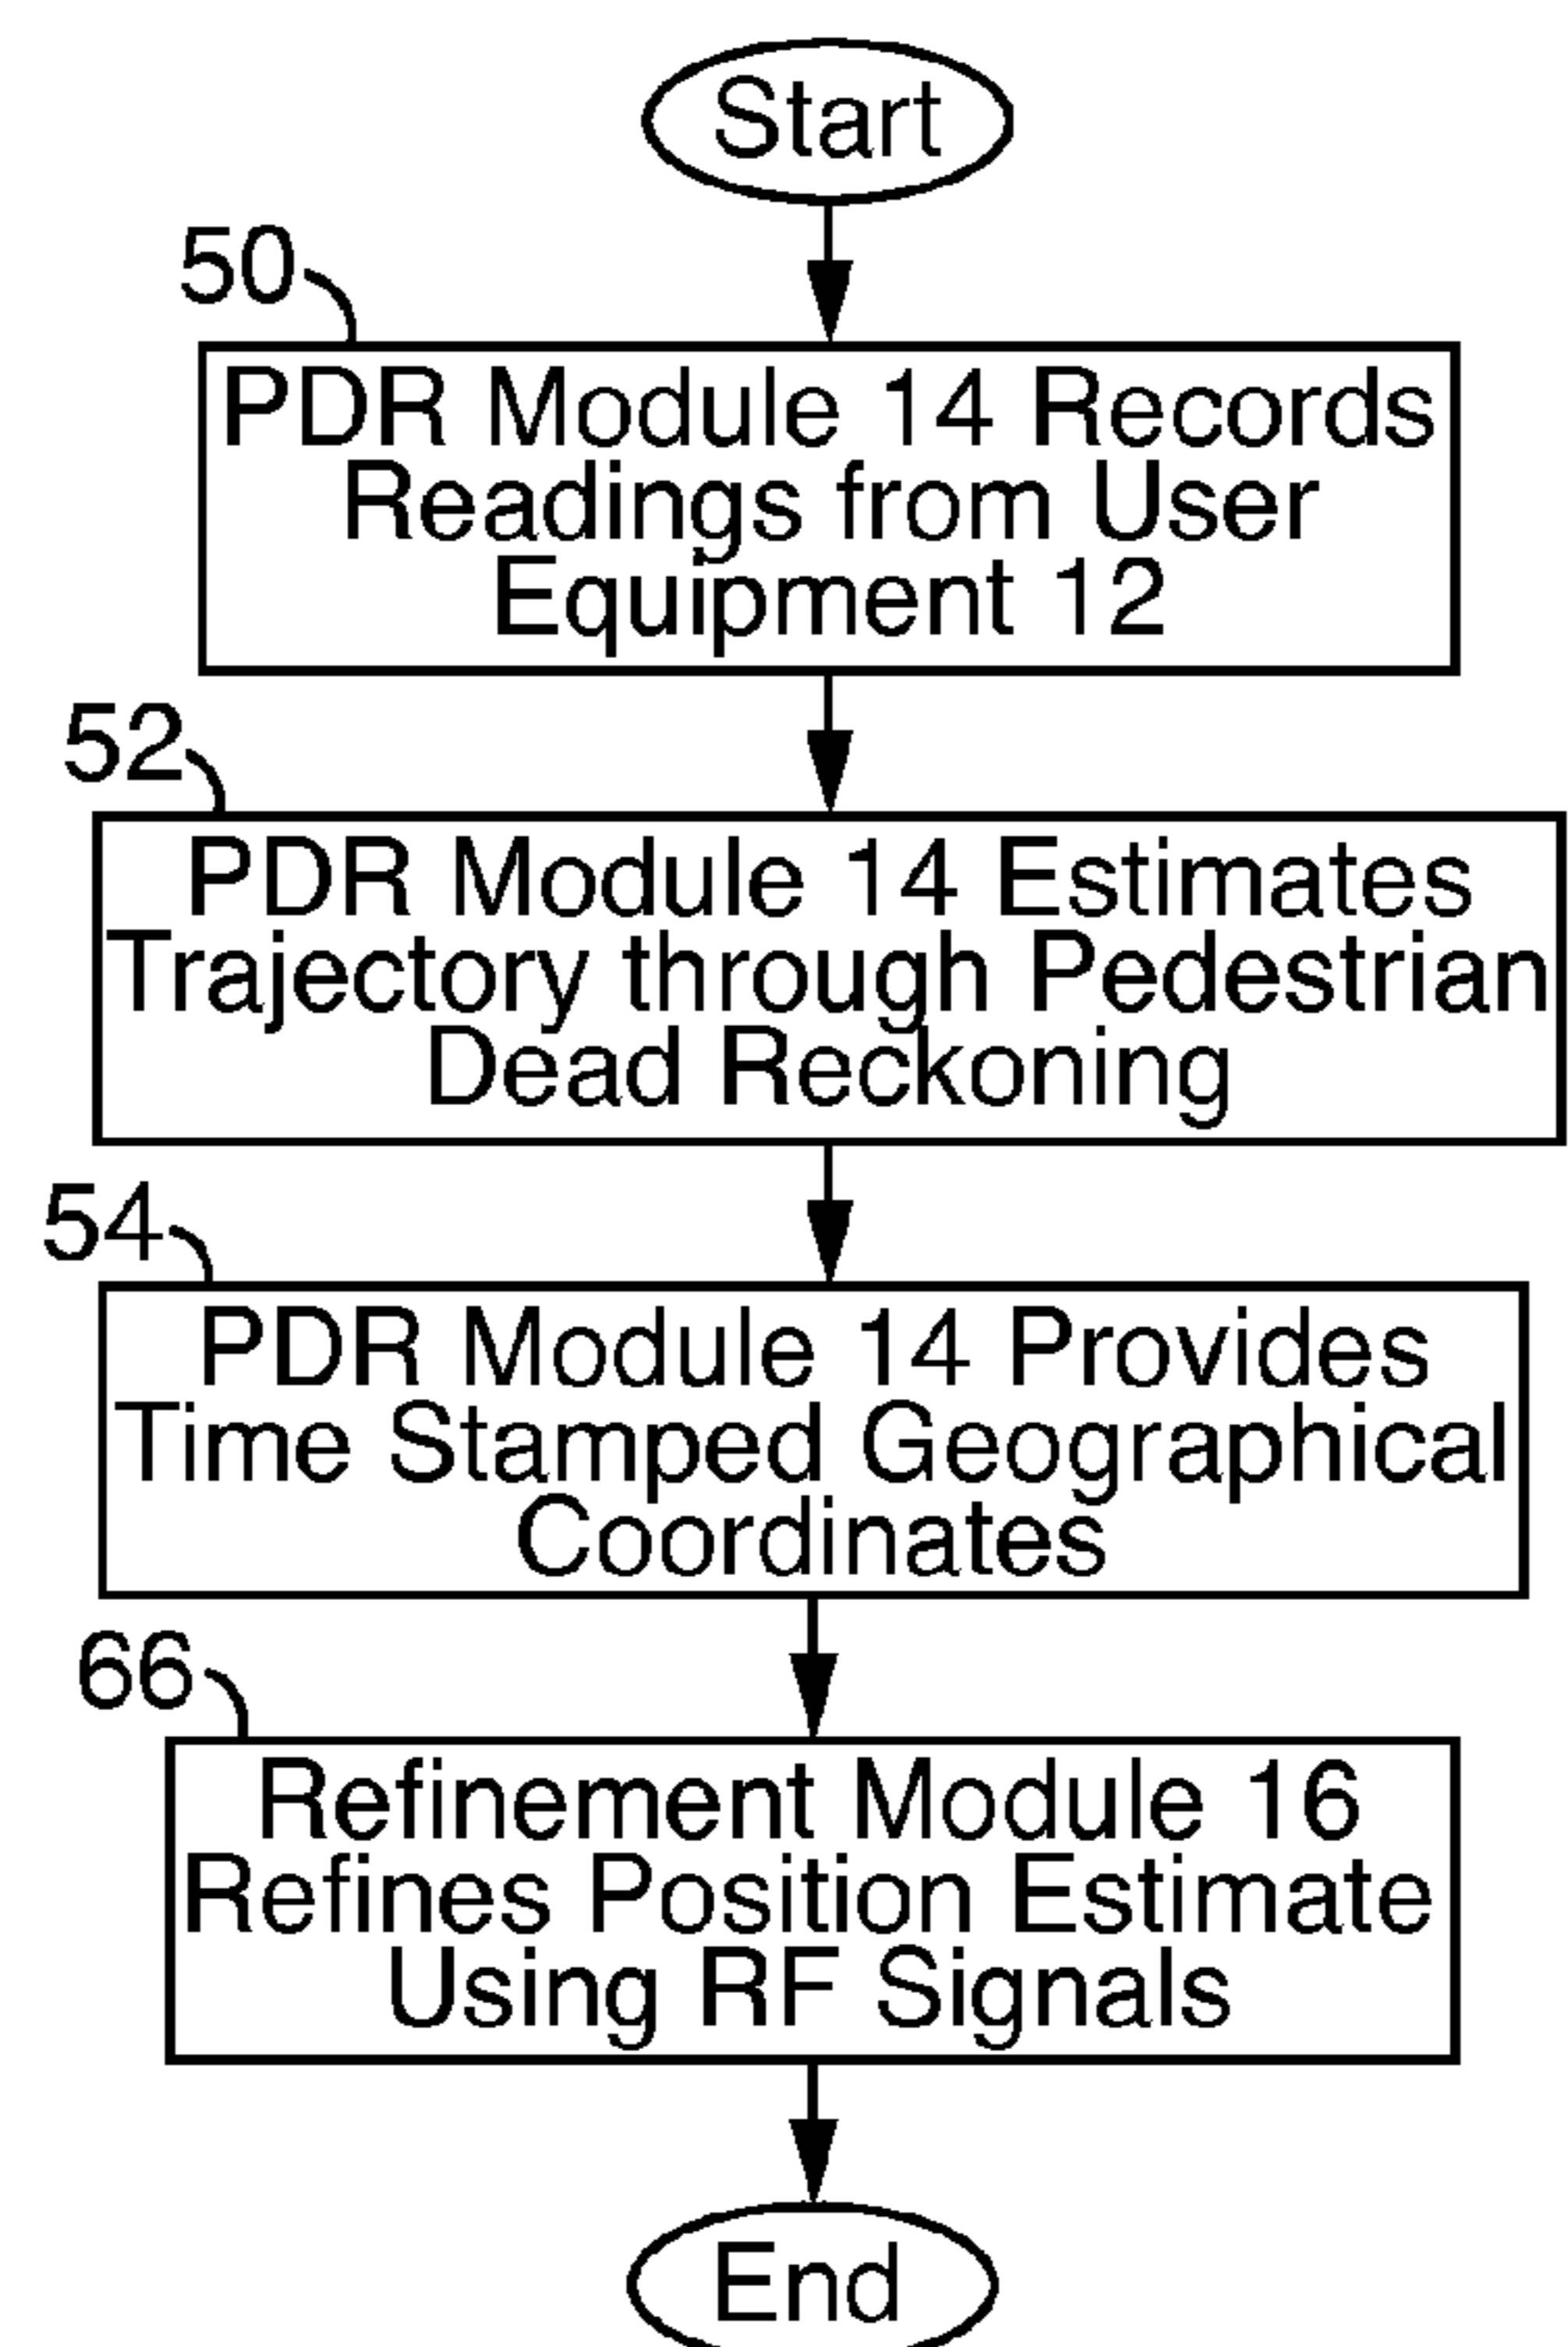 Start
50
PDR Module 14 Records
Readings from User
Equipment 12
52
PDR Module 14 Estimates
Trajectory through Pedestrian
Dead Reckoning
54
PDR Module 14 Provides
Time Stamped Geographical
Coordinates
66
Refinement Module 16
Refines Position Estimate
Using RF Signals
End